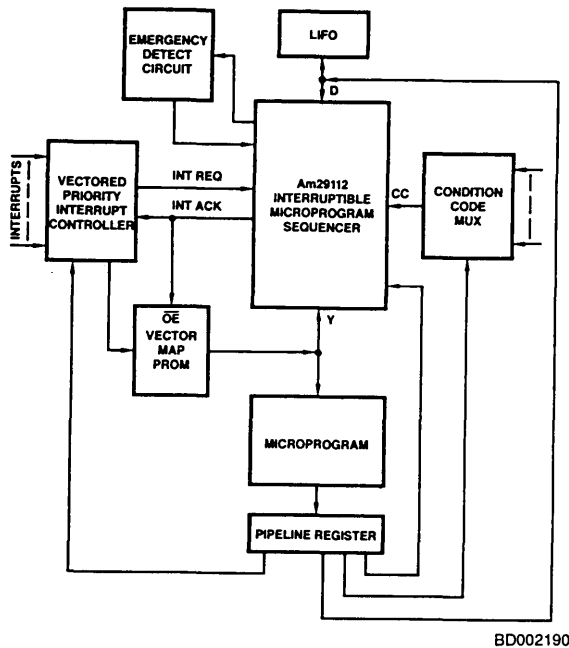 EMERGENCY
DETECT
CIRCUIT
LIFO
D
INTERRUPTS
VECTORED
PRIORITY
INTERRUPT
CONTROLLER
INT REQ
INT ACK
Am29112
INTERRUPTIBLE
MICROPROGRAM
SEQUENCER
CC
CONDITION
CODE
MUX
OE
VECTOR
MAP
PROM
Y
MICROPROGRAM
PIPELINE REGISTER
BD002190